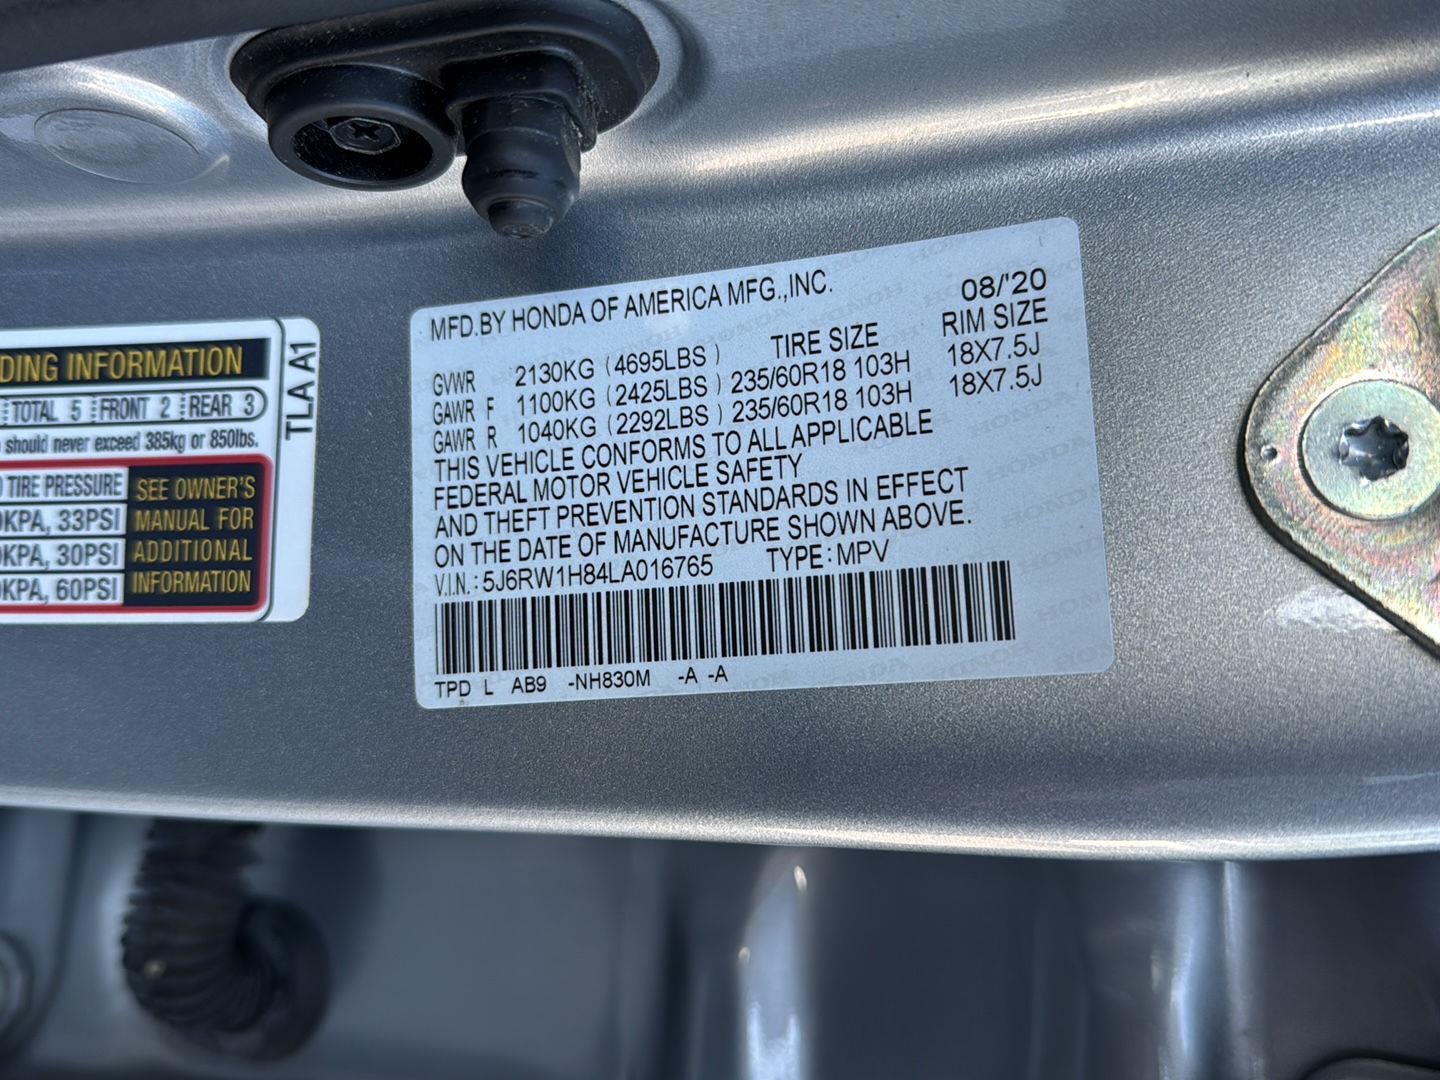 DING INFORMATION
TOTAL 5 FRONT 2 REAR 3
should never exceed 385kg or 850lbs.
TIRE PRESSURE
KPA, 33PSI
KPA, 30PSI
KPA, 60PSI
SEE OWNER'S
MANUAL FOR
ADDITIONAL
INFORMATION
TLA A1
MFD.BY HONDA OF AMERICA MFG.,INC. 08/'20
TIRE SIZE RIM SIZE
GVWR 2130KG (4695LBS)
GAWR F 1100KG (2425LBS) 235/60R18 103H 18X7.5J
GAWR R 1040KG (2292LBS) 235/60R18 103H 18X7.5J
THIS VEHICLE CONFORMS TO ALL APPLICABLE
FEDERAL MOTOR VEHICLE SAFETY
AND THEFT PREVENTION STANDARDS IN EFFECT
ON THE DATE OF MANUFACTURE SHOWN ABOVE.
V.I.N.: 5J6RW1H84LA016765 TYPE: MPV
TPD L AB9 -NH830M -A -A